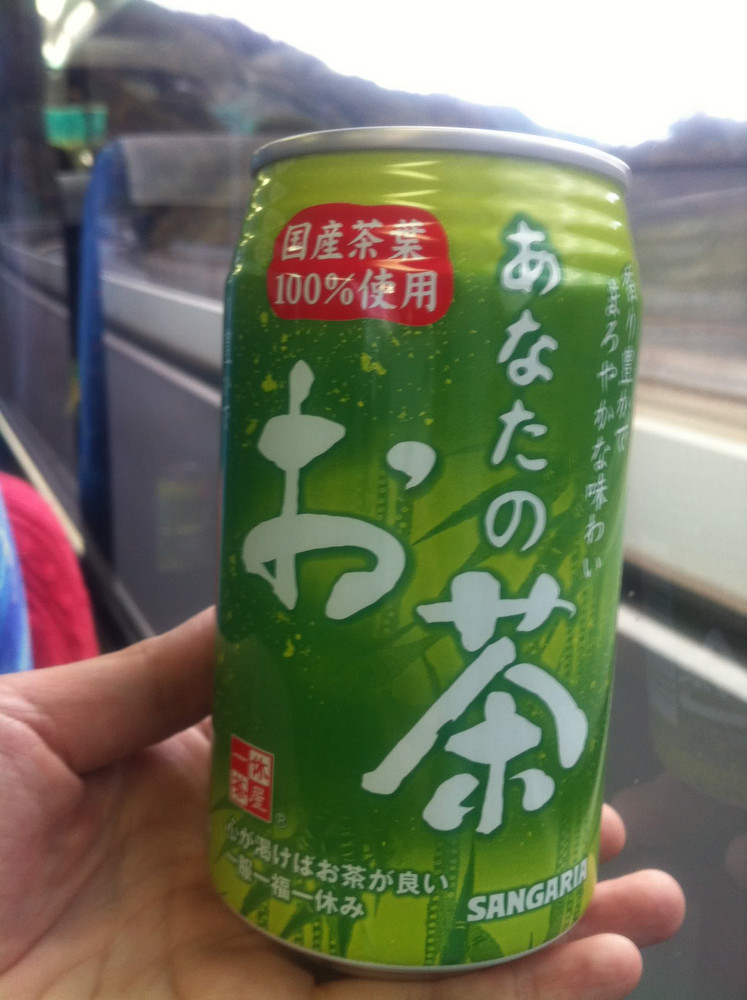 国産茶葉
100%使用
香り豊かで
まろやかな味わい
あなたの
お茶
一休
茶屋
®
心が渇けばお茶が良い
一服一福一休み
SANGARIA